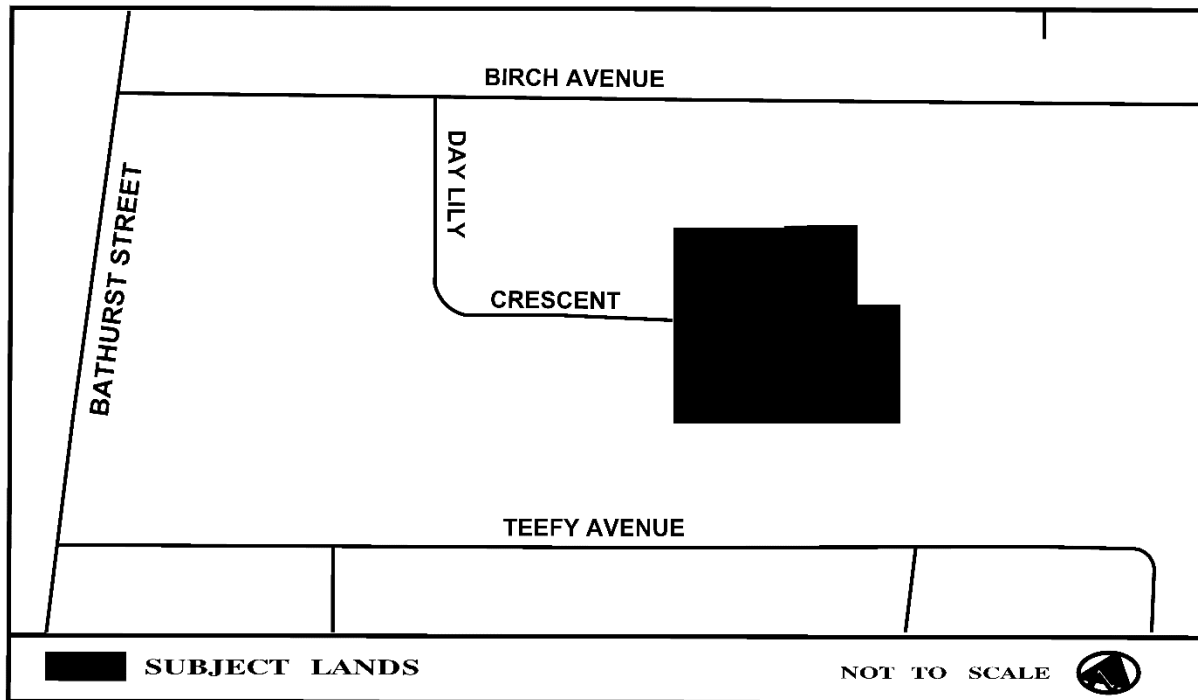 BIRCH AVENUE
DAY LILY
BATHURST STREET
CRESCENT
TEEFY AVENUE
SUBJECT LANDS
NOT TO SCALE